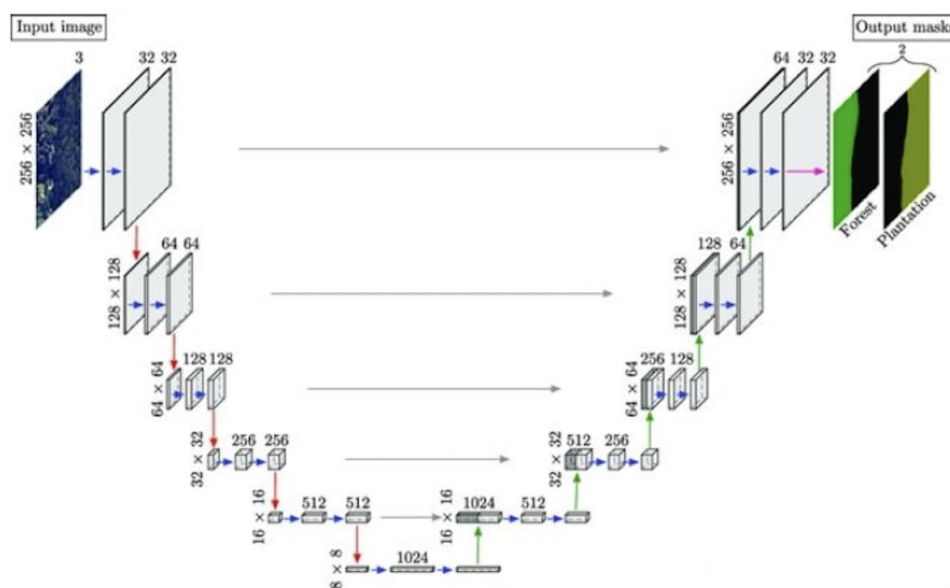 Input image
Output mask
3
32 32
64 32 32
2
256 × 256
256 × 256
Forest
Plantation
64 64
128 64
128 × 128
128 × 128
128 128
256 128
64 × 64
64 × 64
256 256
512 256
32 × 32
32 × 32
512 512
1024 512
16 × 16
16 × 16
1024
8 × 8